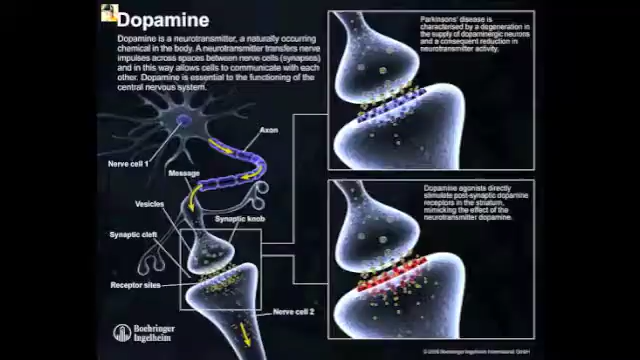 Dopamine
Dopamine is a neurotransmitter, a naturally occurring
chemical in the body. A neurotransmitter transfers nerve
impulses across spaces between nerve cells (synapses)
and in this way allows cells to communicate with each
other. Dopamine is essential to the functioning of the
central nervous system.
Parkinsons' disease is
characterised by a degeneration in
the supply of dopaminergic neurons
and a consequent reduction in
neurotransmitter activity.
Axon
Nerve cell 1
Message
Vesicles
Synaptic knob
Synaptic cleft
Receptor sites
Nerve cell 2
Dopamine agonists directly
stimulate post-synaptic dopamine
receptors in the striatum,
mimicking the effect of the
neurotransmitter dopamine.
Boehringer
Ingelheim
Boehringer Ingelheim International GmbH